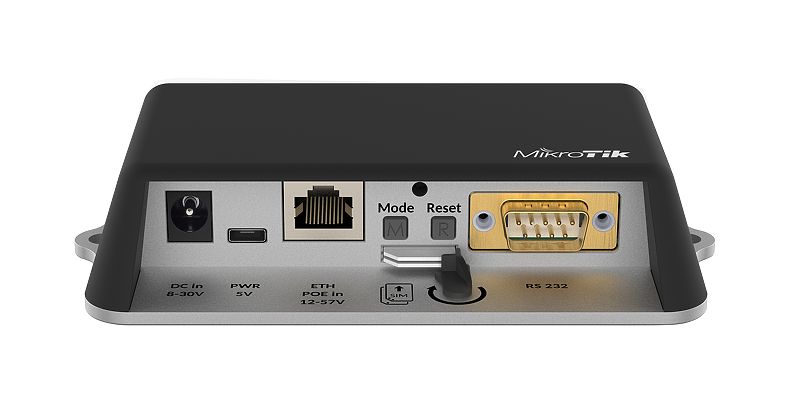 MikroTik
Mode Reset
M R
DC in
8-30V
PWR
5V
ETH
POE in
12-57V
SIM
RS 232